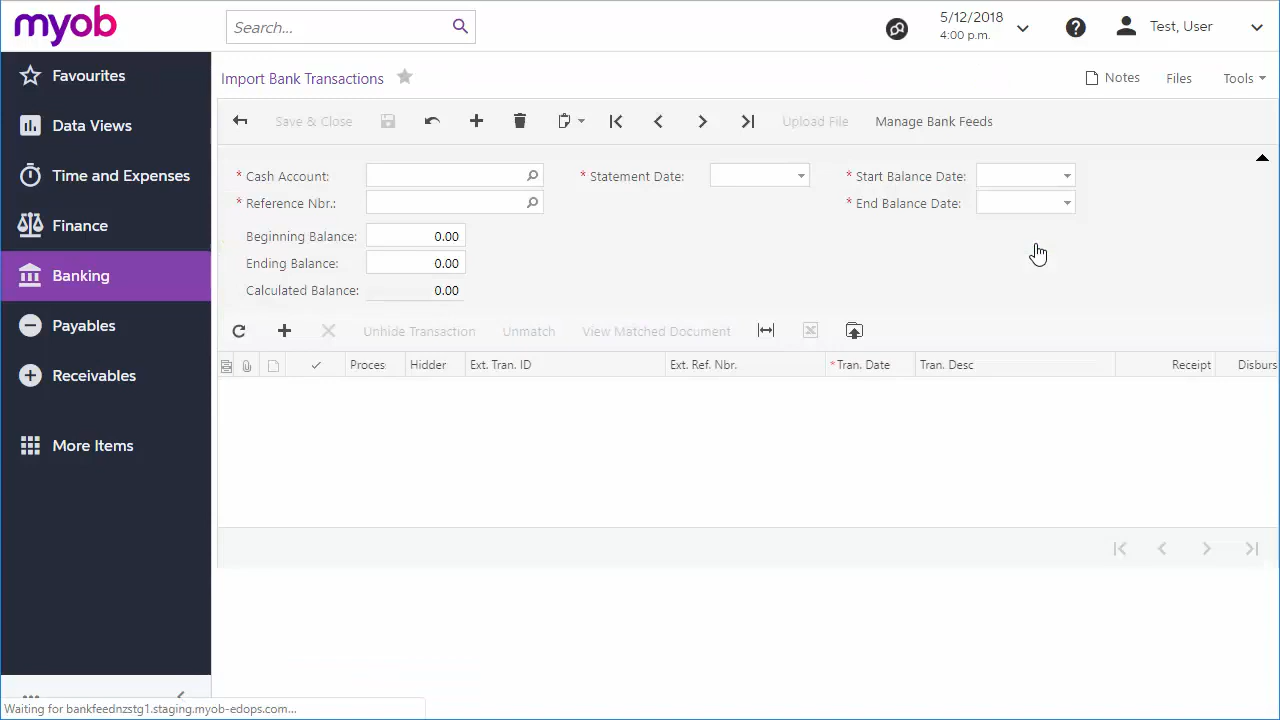 myob
Search...
5/12/2018
4:00 p.m.
Test, User
Favourites
Data Views
Time and Expenses
Finance
Banking
Payables
Receivables
More Items
Import Bank Transactions
Notes
Files
Tools
Save & Close
Upload File
Manage Bank Feeds
* Cash Account:
* Statement Date:
* Start Balance Date:
* Reference Nbr.:
* End Balance Date:
Beginning Balance: 0.00
Ending Balance: 0.00
Calculated Balance: 0.00
Unhide Transaction
Unmatch
View Matched Document
Proces
Hidder
Ext. Tran. ID
Ext. Ref. Nbr.
* Tran. Date
Tran. Desc
Receipt
Disburs
Waiting for bankfeednzstg1.staging.myob-edops.com...